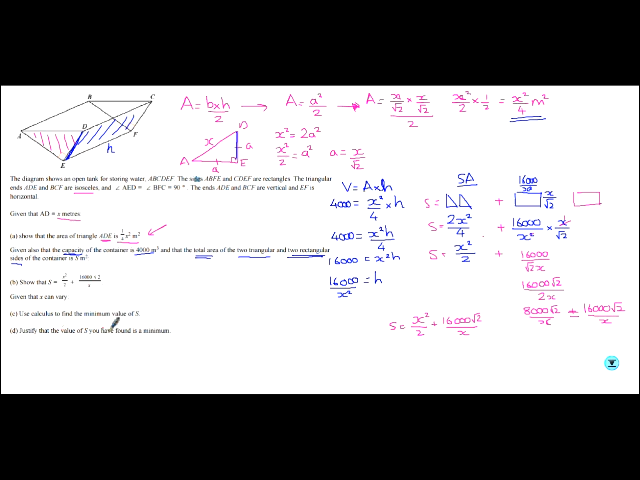 B C
A D F
E h
A = bxh/2 → A = a²/2 → A = x/√2 × x/√2 / 2 x²/2 × 1/2 = x²/4 m²
x² = 2a²
x²/2 = a² a = x/√2
D
x a
A a E
The diagram shows an open tank for storing water, ABCDEF. The sides ABFE and CDEF are rectangles. The triangular
ends ADE and BCF are isosceles, and ∠AED = ∠BFC = 90°. The ends ADE and BCF are vertical and EF is
horizontal.
Given that AD = x metres
(a) show that the area of triangle ADE is 1/4 x² m²
Given also that the capacity of the container is 4000 m³ and that the total area of the two triangular and two rectangular
sides of the container is S m².
(b) Show that S = x²/2 + 16000√2/x
Given that x can vary
(c) Use calculus to find the minimum value of S.
(d) Justify that the value of S you have found is a minimum.
V = Axh
4000 = x²/4 × h
4000 = x²h/4
16000 = x²h
16000/x² = h
SA
S = + 16000/x² x/√2
S = 2x²/4 + 16000/x² × x/√2
S = x²/2 + 16000/√2x
16000√2/2x
8000√2/x + 16000√2/x
S = x²/2 + 16000√2/x